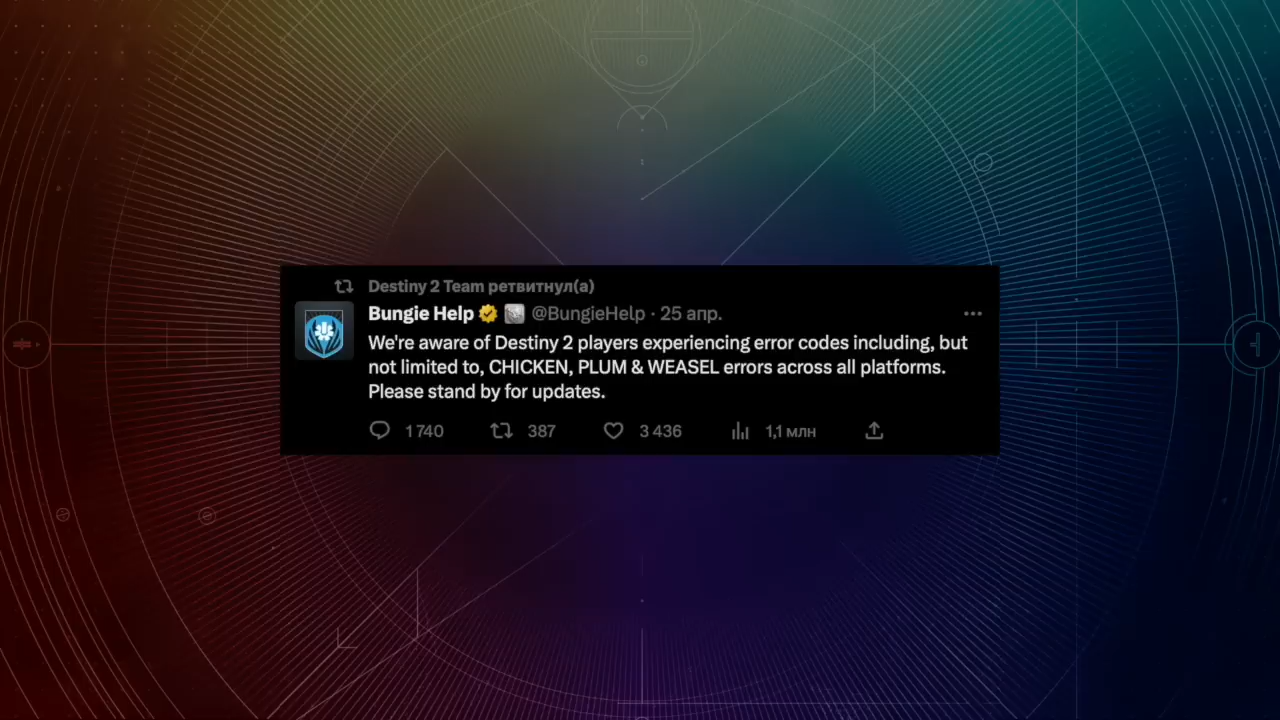 Destiny 2 Team ретвитнул(а)
Bungie Help @BungieHelp · 25 апр.
We're aware of Destiny 2 players experiencing error codes including, but
not limited to, CHICKEN, PLUM & WEASEL errors across all platforms.
Please stand by for updates.
1 740 387 3 436 1,1 млн